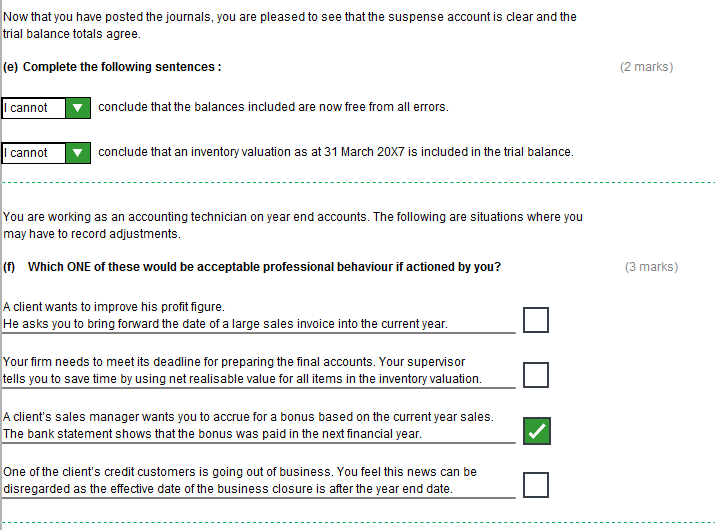 Now that you have posted the journals, you are pleased to see that the suspense account is clear and the
trial balance totals agree.
(e) Complete the following sentences : (2 marks)
I cannot conclude that the balances included are now free from all errors.
I cannot conclude that an inventory valuation as at 31 March 20X7 is included in the trial balance.
You are working as an accounting technician on year end accounts. The following are situations where you
may have to record adjustments.
(f) Which ONE of these would be acceptable professional behaviour if actioned by you? (3 marks)
A client wants to improve his profit figure.
He asks you to bring forward the date of a large sales invoice into the current year.
Your firm needs to meet its deadline for preparing the final accounts. Your supervisor
tells you to save time by using net realisable value for all items in the inventory valuation.
A client's sales manager wants you to accrue for a bonus based on the current year sales.
The bank statement shows that the bonus was paid in the next financial year.
One of the client's credit customers is going out of business. You feel this news can be
disregarded as the effective date of the business closure is after the year end date.